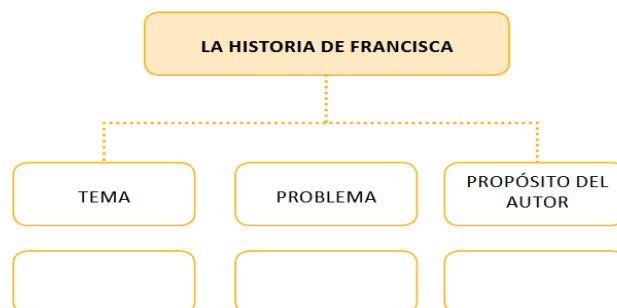 LA HISTORIA DE FRANCISCA
TEMA
PROBLEMA
PROPÓSITO DEL
AUTOR